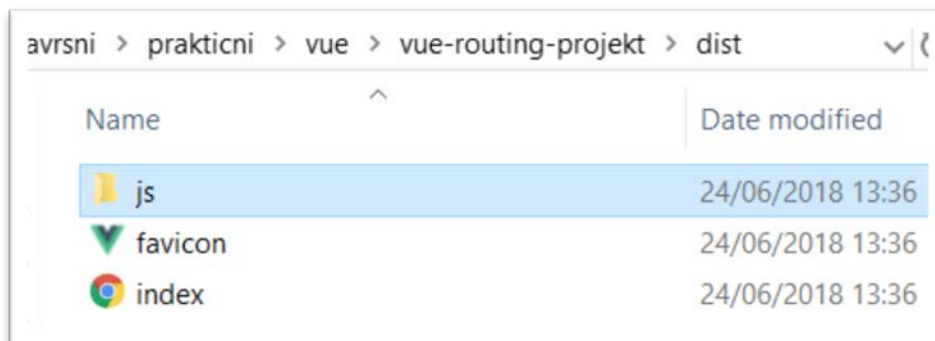 avrsni > prakticni > vue > vue-routing-projekt > dist
Name Date modified
js 24/06/2018 13:36
favicon 24/06/2018 13:36
index 24/06/2018 13:36